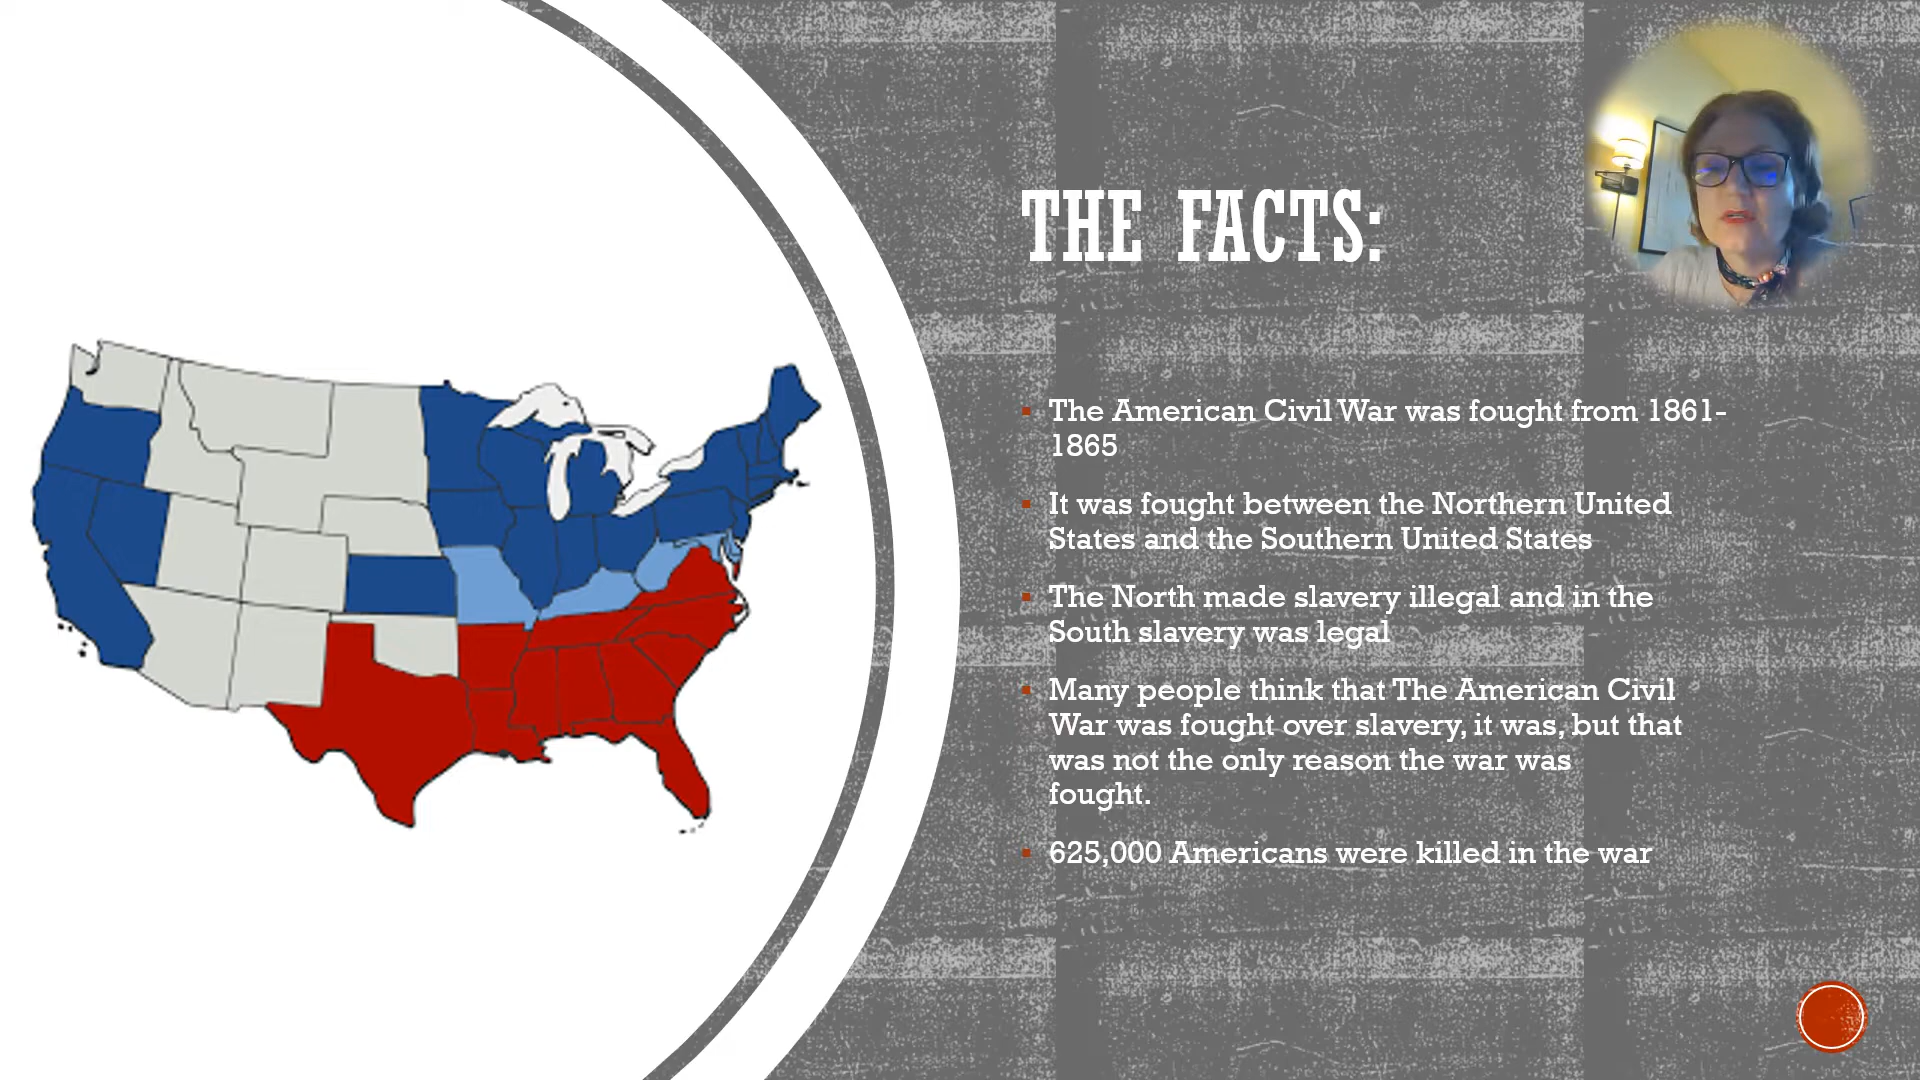 THE FACTS:
The American Civil War was fought from 1861-
1865
It was fought between the Northern United
States and the Southern United States
The North made slavery illegal and in the
South slavery was legal
Many people think that The American Civil
War was fought over slavery, it was, but that
was not the only reason the war was
fought.
625,000 Americans were killed in the war